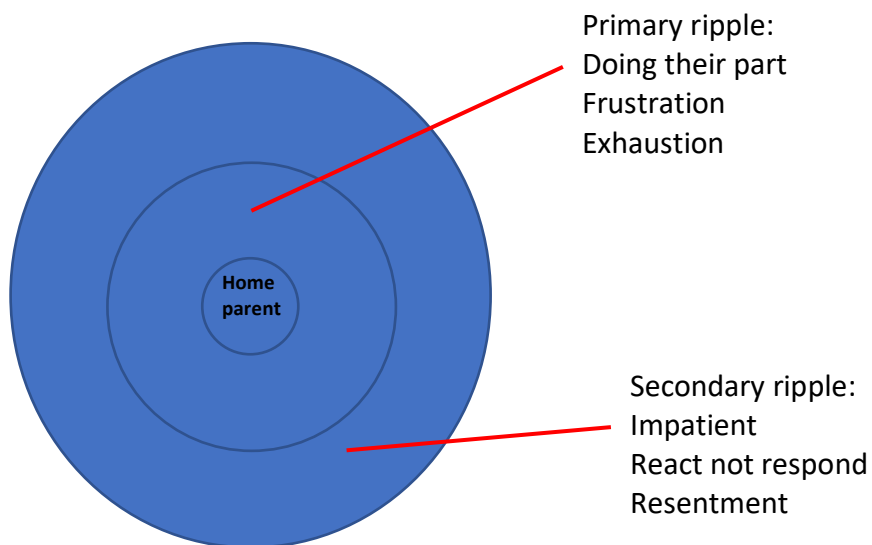 Primary ripple:
Doing their part
Frustration
Exhaustion
Home
parent
Secondary ripple:
Impatient
React not respond
Resentment